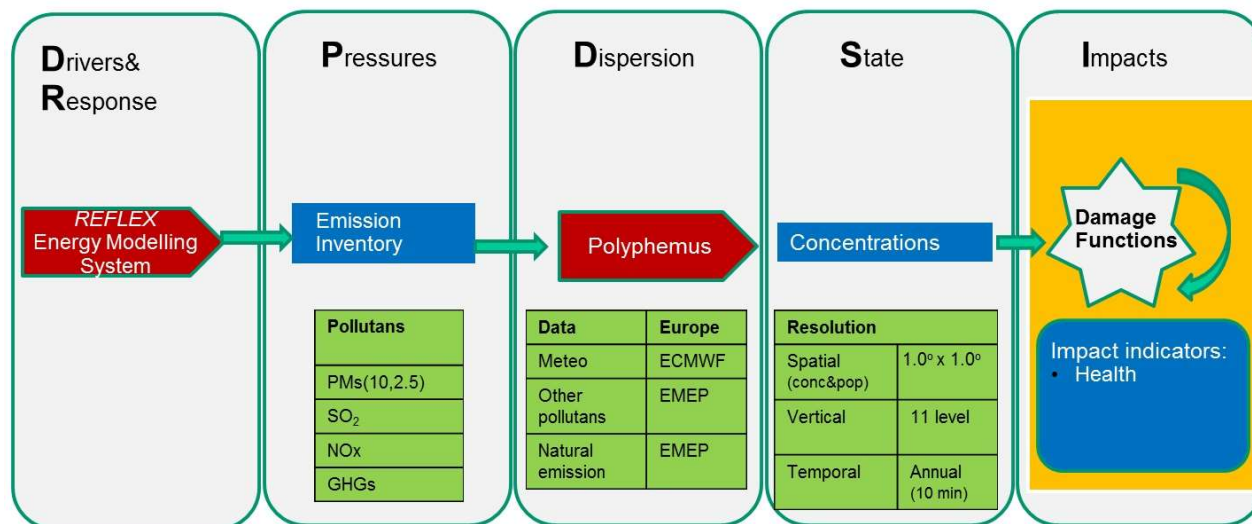 Drivers&
Response
Pressures
Dispersion
State
Impacts
REFLEX
Energy Modelling
System
Emission
Inventory
Polyphemus
Concentrations
Damage
Functions
Pollutans
PMs(10,2.5)
SO₂
NOx
GHGs
Data Europe
Meteo ECMWF
Other
pollutans EMEP
Natural
emission EMEP
Resolution
Spatial
(conc&pop) 1.0° x 1.0°
Vertical 11 level
Temporal Annual
(10 min)
Impact indicators:
• Health